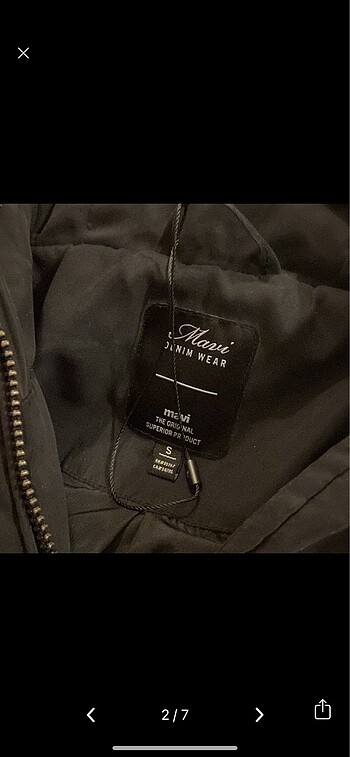 Mavi
DENIM WEAR
mavi
THE ORIGINAL
SUPERIOR PRODUCT
S
2/7